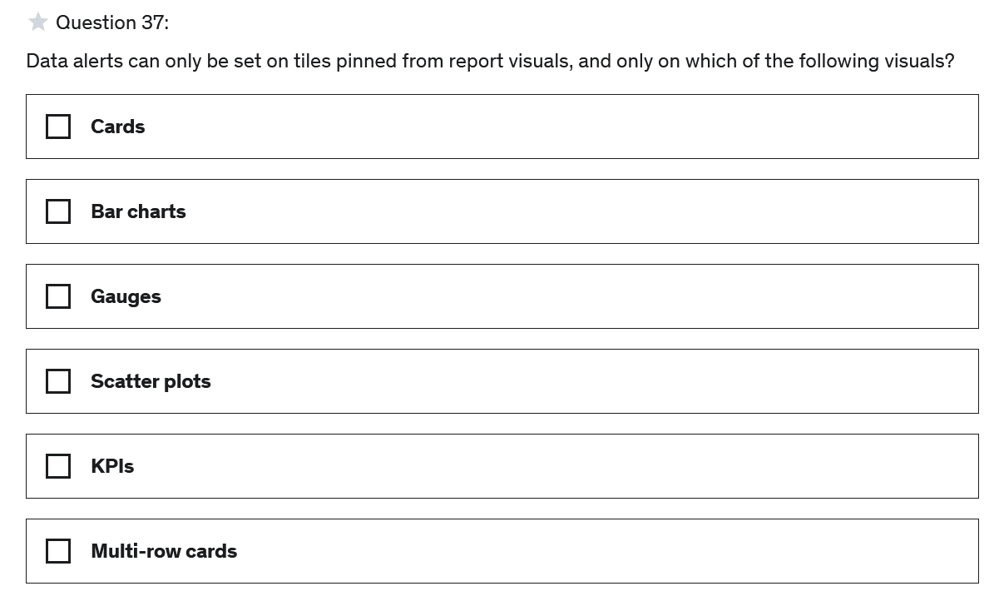 Question 37:
Data alerts can only be set on tiles pinned from report visuals, and only on which of the following visuals?
Cards
Bar charts
Gauges
Scatter plots
KPIs
Multi-row cards